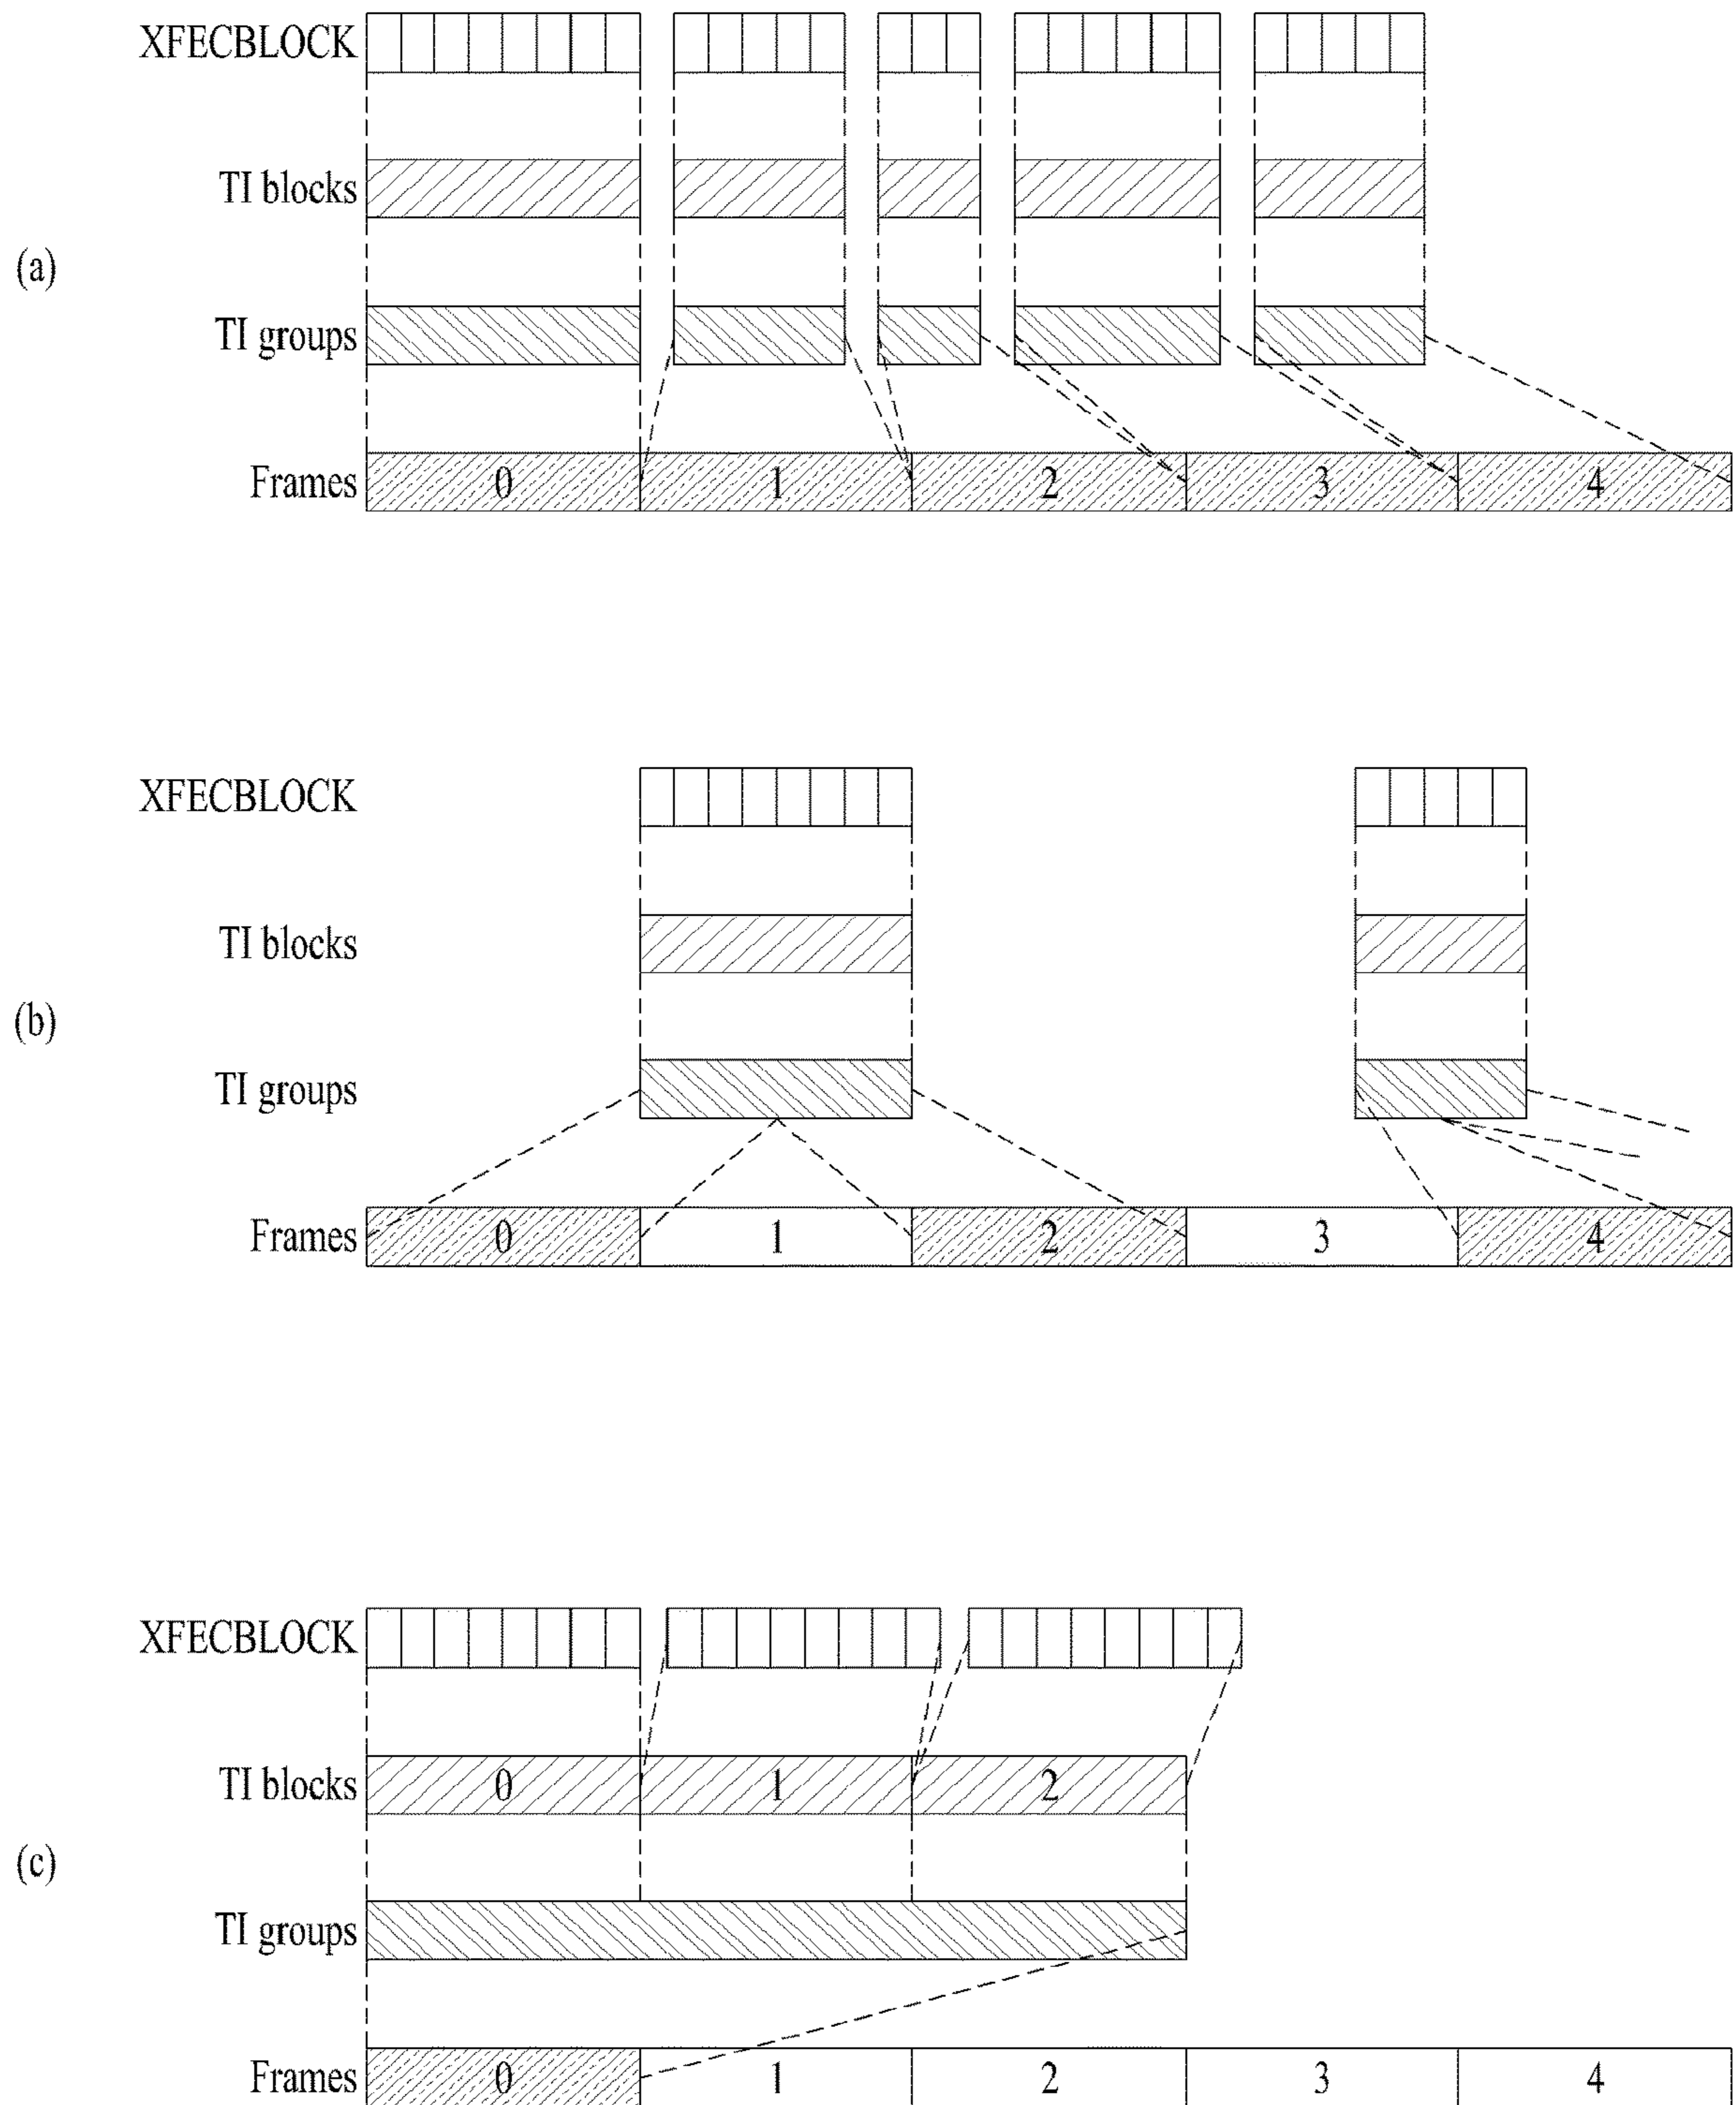 XFECBLOCK
TI blocks
(a)
TI groups
Frames 0 1 2 3 4
XFECBLOCK
TI blocks
(b)
TI groups
Frames 0 1 2 3 4
XFECBLOCK
TI blocks 0 1 2
(c)
TI groups
Frames 0 1 2 3 4